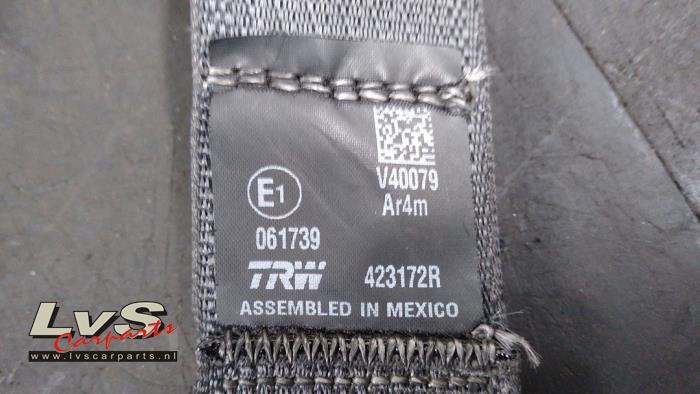 V40079
E1
Ar4m
061739
TRW
423172R
ASSEMBLED IN MEXICO
LvS
Carparts
www.lvscarparts.nl